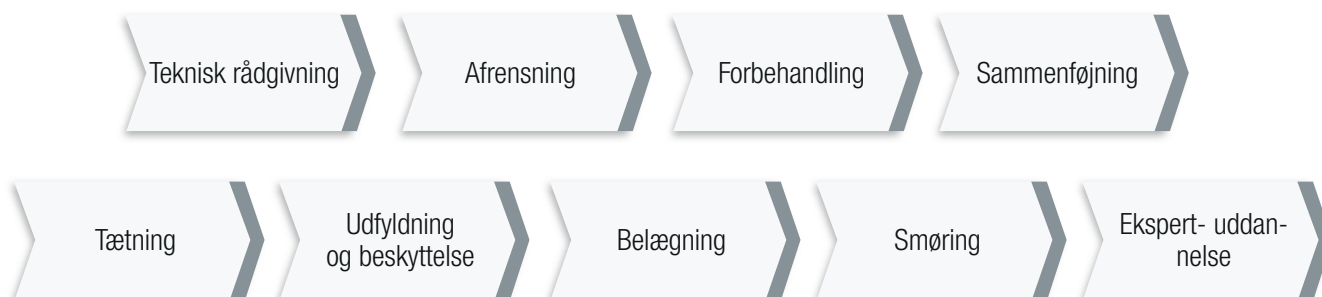 Teknisk rådgivning
Afrensning
Forbehandling
Sammenføjning
Tætning
Udfyldning
og beskyttelse
Belægning
Smøring
Ekspert- uddan-
nelse